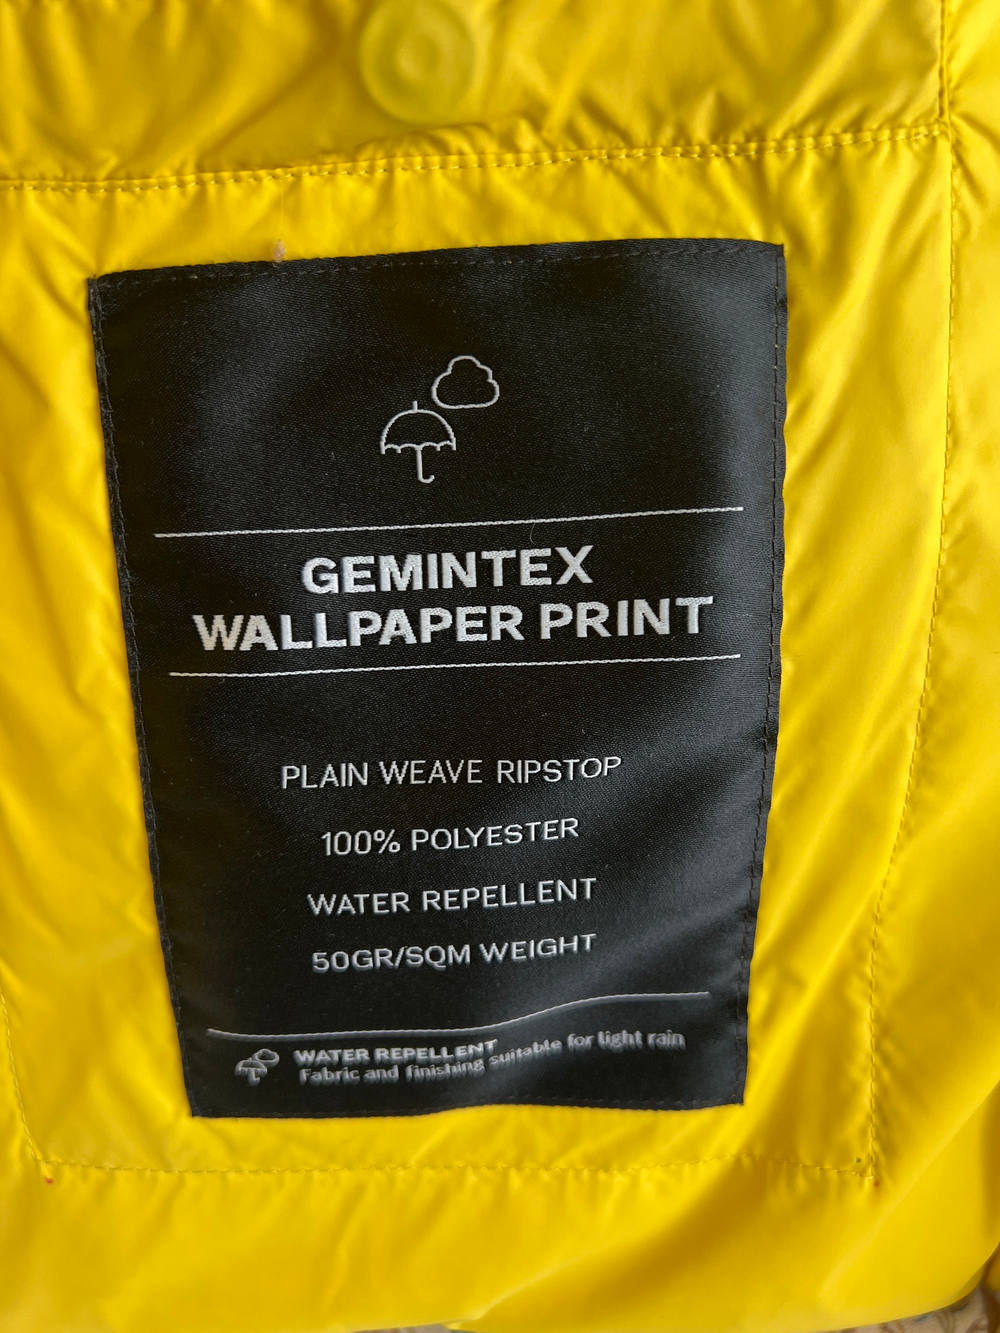 GEMINTEX
WALLPAPER PRINT
PLAIN WEAVE RIPSTOP
100% POLYESTER
WATER REPELLENT
50GR/SQM WEIGHT
WATER REPELLENT
Fabric and finishing suitable for light rain